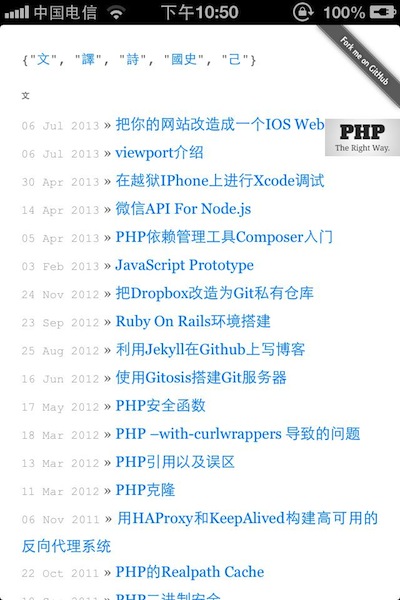 中国电信 下午10:50 100%
{"文", "譯", "詩", "國史", "己"}
Fork me on GitHub
文
06 Jul 2013 » 把你的网站改造成一个IOS Web
PHP
The Right Way.
06 Jul 2013 » viewport介绍
30 Apr 2013 » 在越狱IPhone上进行Xcode调试
14 Apr 2013 » 微信API For Node.js
05 Apr 2013 » PHP依赖管理工具Composer入门
03 Feb 2013 » JavaScript Prototype
24 Nov 2012 » 把Dropbox改造为Git私有仓库
23 Sep 2012 » Ruby On Rails环境搭建
25 Aug 2012 » 利用Jekyll在Github上写博客
16 Jun 2012 » 使用Gitosis搭建Git服务器
17 May 2012 » PHP安全函数
18 Mar 2012 » PHP –with-curlwrappers 导致的问题
13 Mar 2012 » PHP引用以及误区
11 Mar 2012 » PHP克隆
06 Nov 2011 » 用HAProxy和KeepAlived构建高可用的
反向代理系统
22 Oct 2011 » PHP的Realpath Cache
» PHP二进制安全